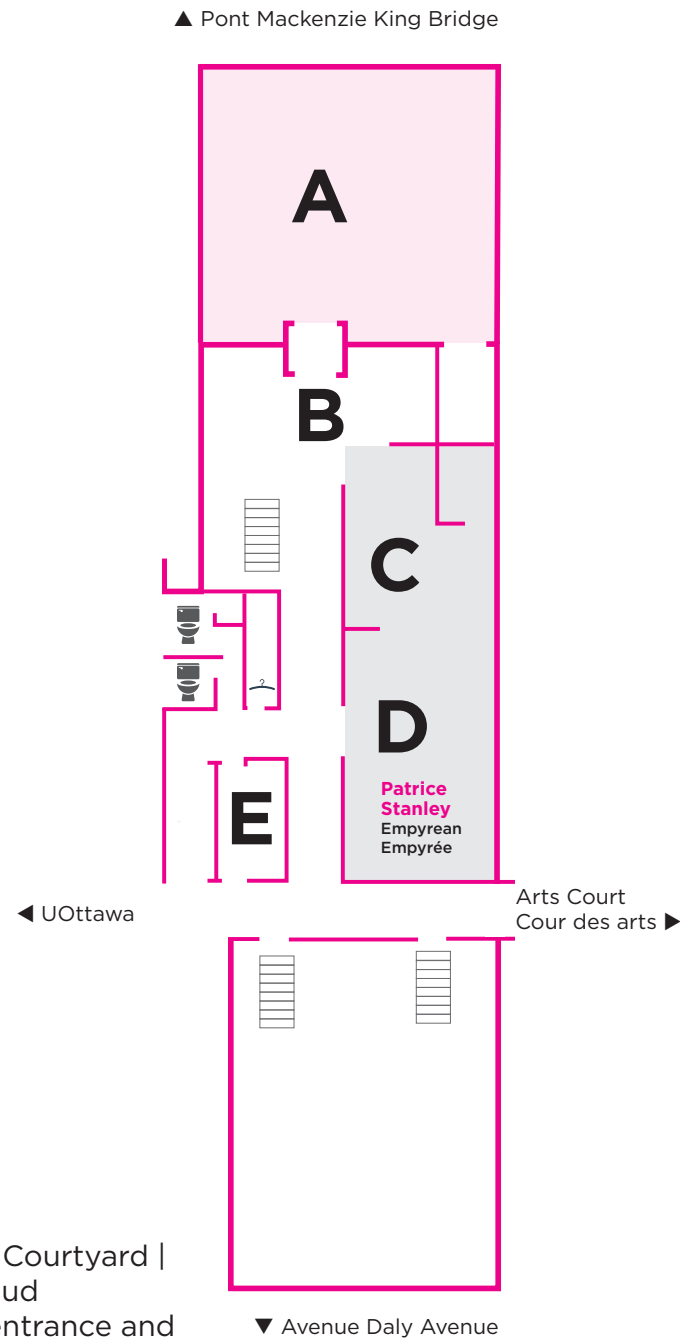 ▲ Pont Mackenzie King Bridge
A
B
C
D
Patrice
Stanley
Empyrean
Empyrée
E
◀ UOttawa
Arts Court
Cour des arts ▶
Courtyard |
ud
entrance and
▼ Avenue Daly Avenue